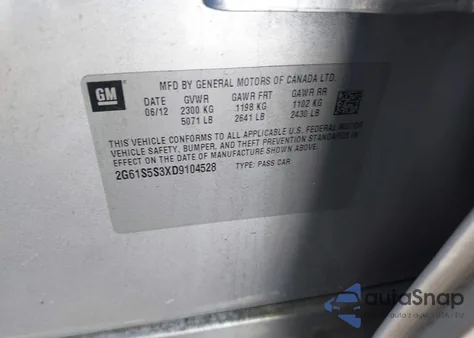 GM
MFD BY GENERAL MOTORS OF CANADA LTD.
DATE GVWR GAWR FRT GAWR RR
06/12 2300 KG 1198 KG 1102 KG
5071 LB 2641 LB 2430 LB
THIS VEHICLE CONFORMS TO ALL APPLICABLE U.S. FEDERAL MOTOR
VEHICLE SAFETY, BUMPER, AND THEFT PREVENTION STANDARDS IN
EFFECT ON THE DATE OF MANUFACTURE SHOWN ABOVE.
2G61S5S3XD9104528 TYPE: PASS CAR
autoSnap